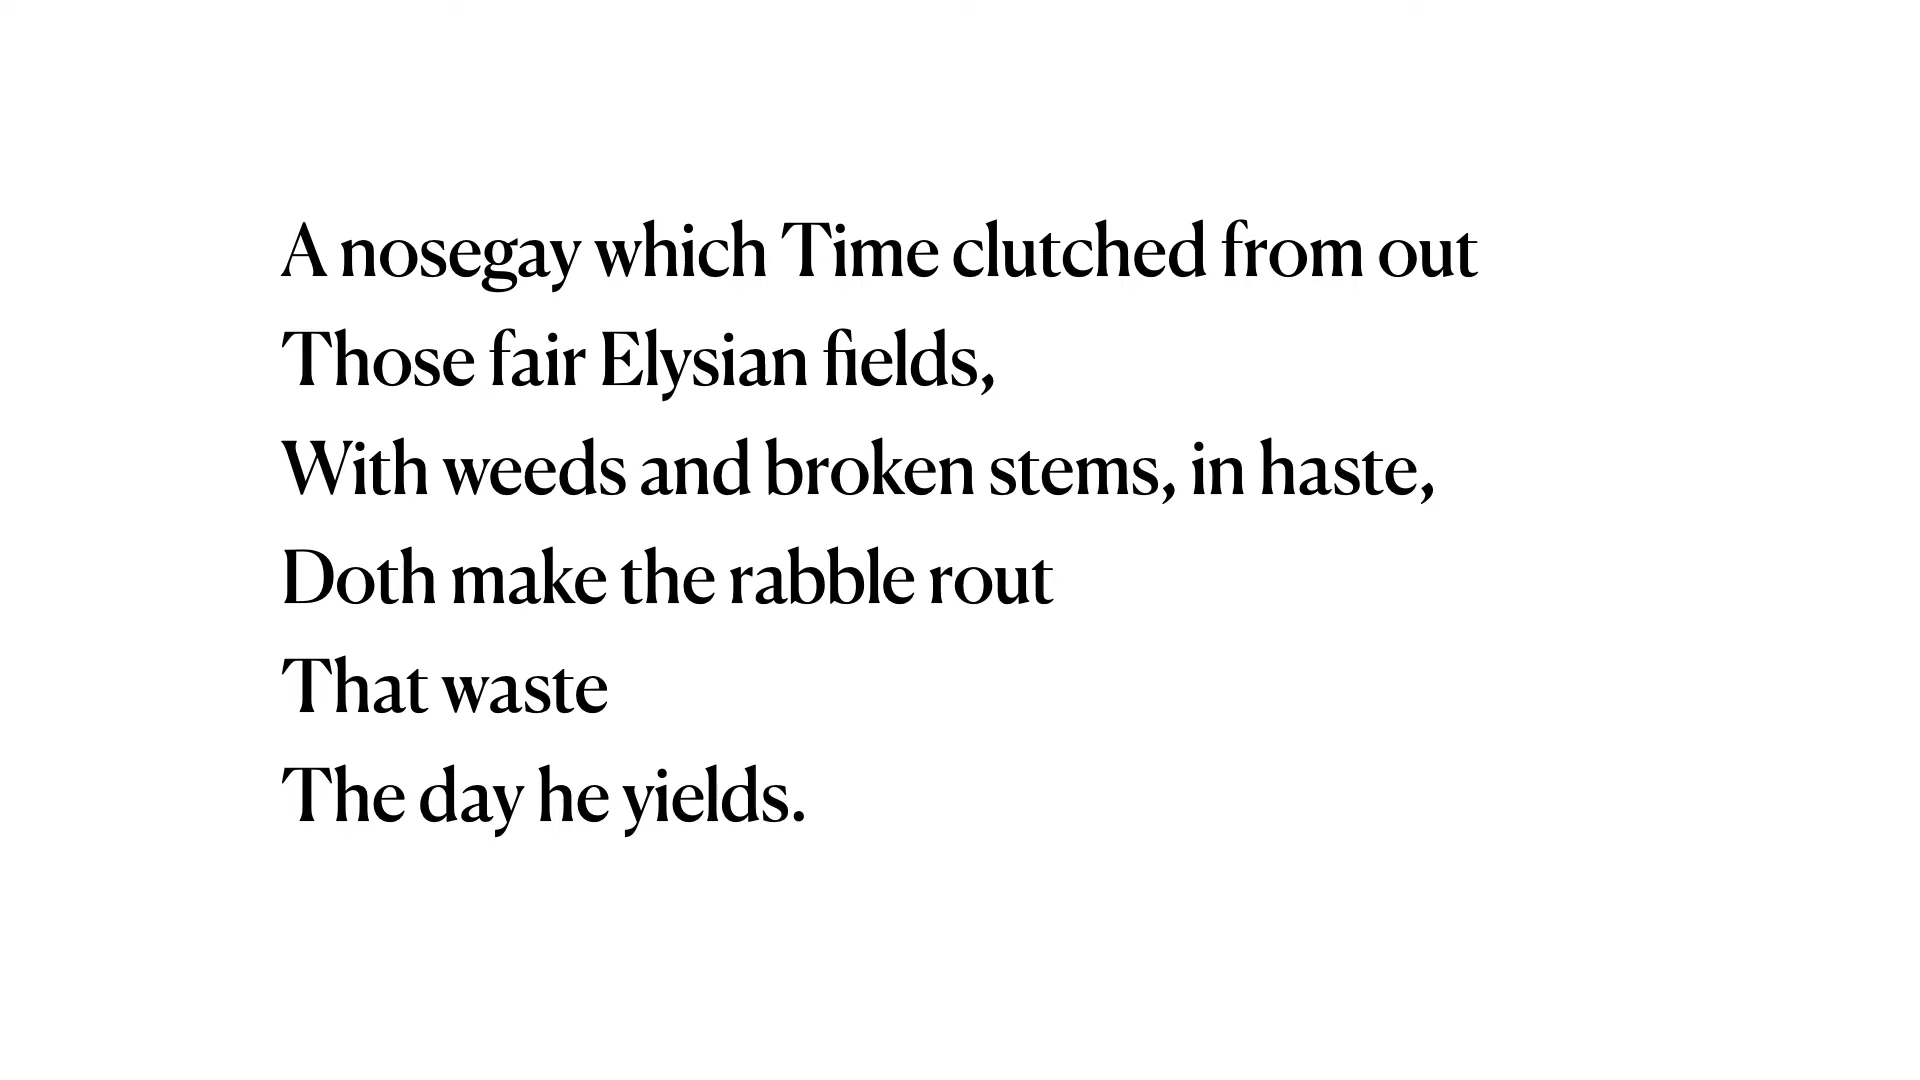 A nosegay which Time clutched from out
Those fair Elysian fields,
With weeds and broken stems, in haste,
Doth make the rabble rout
That waste
The day he yields.